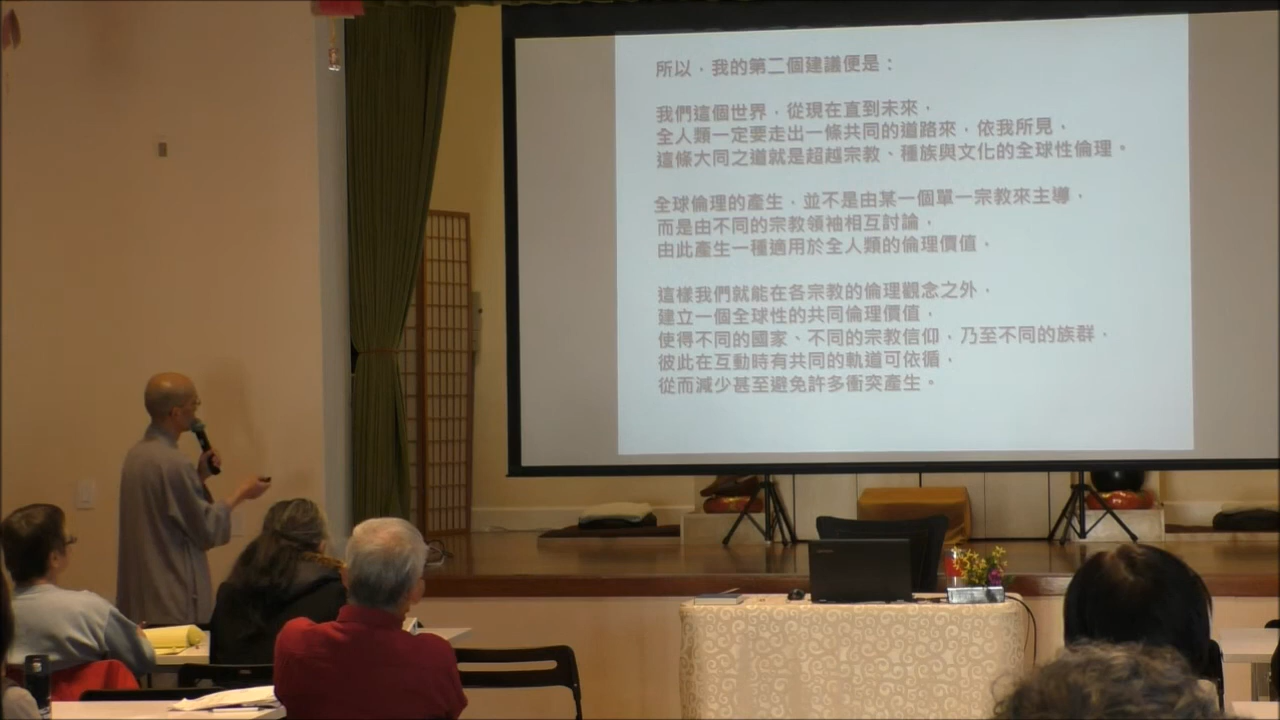 所以，我的第二個建議便是：
我們這個世界，從現在直到未來，
全人類一定要走出一條共同的道路來，依我所見，
這條大同之道就是超越宗教、種族與文化的全球性倫理。
全球倫理的產生，並不是由某一個單一宗教來主導，
而是由不同的宗教領袖相互討論，
由此產生一種適用於全人類的倫理價值。
這樣我們就能在各宗教的倫理觀念之外，
建立一個全球性的共同倫理價值，
使得不同的國家、不同的宗教信仰，乃至不同的族群，
彼此在互動時有共同的軌道可依循，
從而減少甚至避免許多衝突產生。